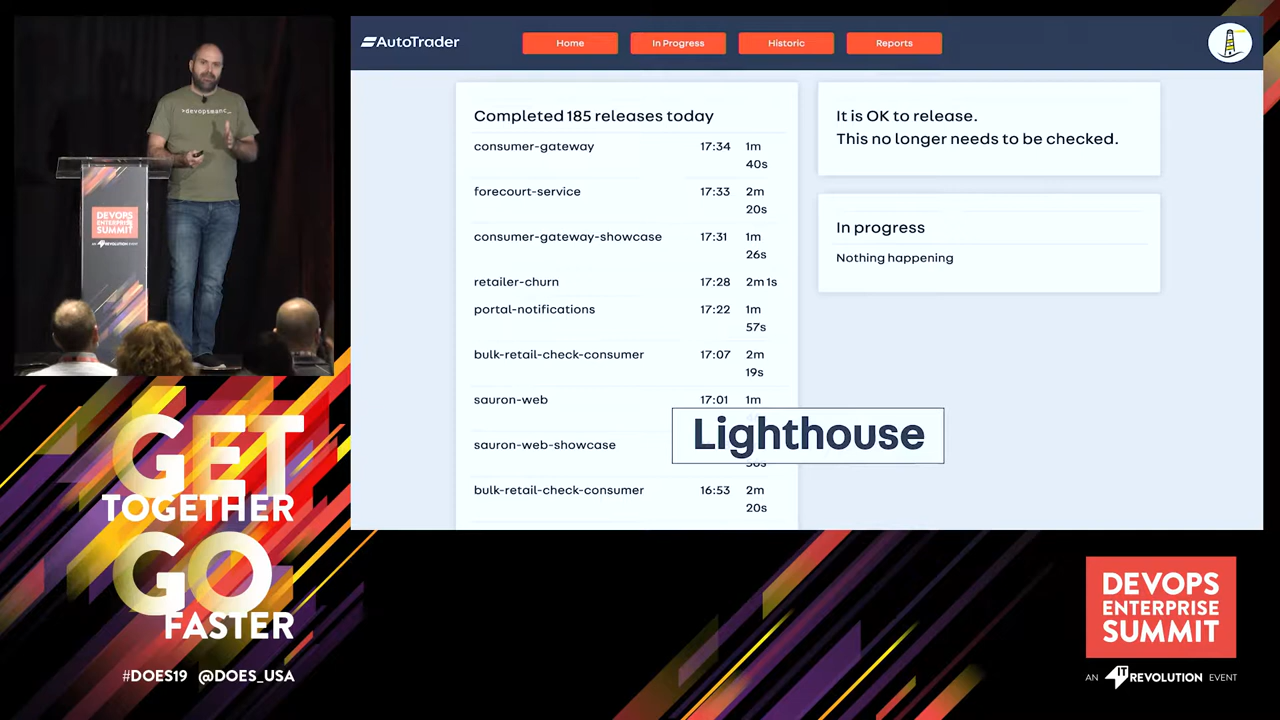 AutoTrader
Home
In Progress
Historic
Reports
Completed 185 releases today
consumer-gateway 17:34 1m 40s
forecourt-service 17:33 2m 20s
consumer-gateway-showcase 17:31 1m 26s
retailer-churn 17:28 2m 1s
portal-notifications 17:22 1m 57s
bulk-retail-check-consumer 17:07 2m 19s
sauron-web 17:01 1m
sauron-web-showcase
bulk-retail-check-consumer 16:53 2m 20s
It is OK to release.
This no longer needs to be checked.
In progress
Nothing happening
Lighthouse
DEVOPS
ENTERPRISE
SUMMIT
GET
TOGETHER
GO
FASTER
#DOES19 @DOES_USA
DEVOPS
ENTERPRISE
SUMMIT
AN IT REVOLUTION EVENT